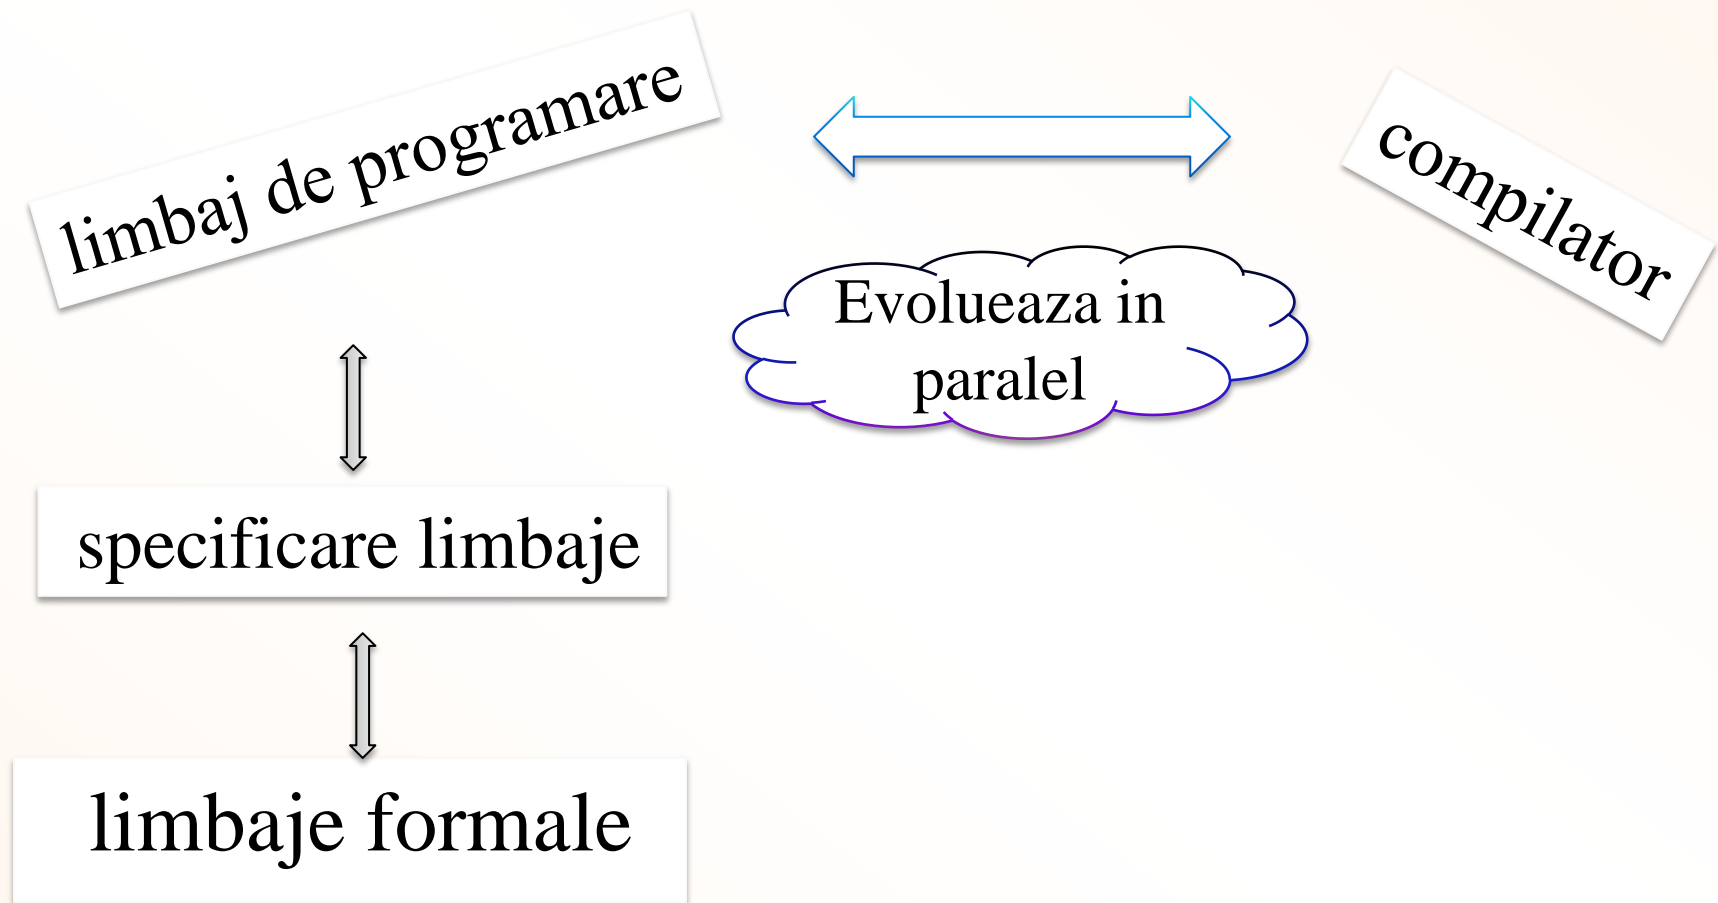 limbaj de programare
compilator
Evolueaza in
paralel
specificare limbaje
limbaje formale